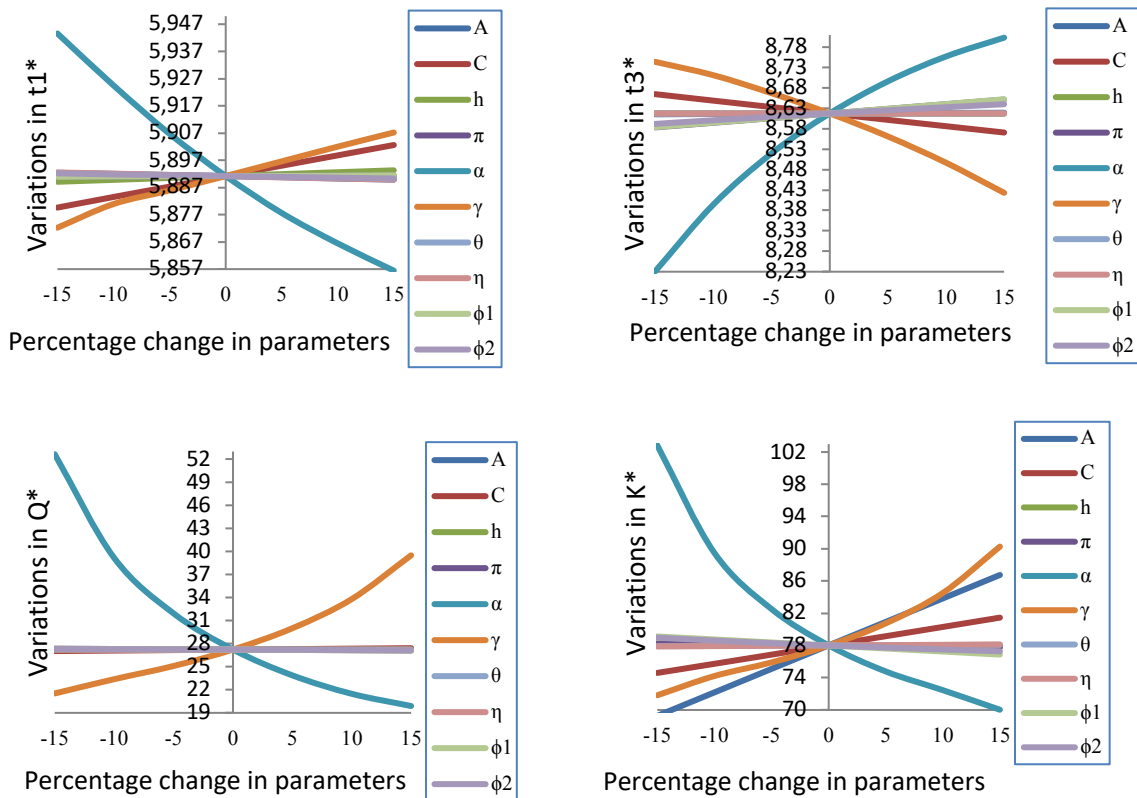 Variations in t1*
5,947
5,937
5,927
5,917
5,907
5,897
5,887
5,877
5,867
5,857
-15 -10 -5 0 5 10 15
Percentage change in parameters
A
C
h
π
α
γ
θ
η
ϕ1
ϕ2
Variations in t3*
8,78
8,73
8,68
8,63
8,58
8,53
8,48
8,43
8,38
8,33
8,28
8,23
-15 -10 -5 0 5 10 15
Percentage change in parameters
A
C
h
π
α
γ
θ
η
ϕ1
ϕ2
Variations in Q*
52
49
46
43
40
37
34
31
28
25
22
19
-15 -10 -5 0 5 10 15
Percentage change in parameters
A
C
h
π
α
γ
θ
η
ϕ1
ϕ2
Variations in K*
102
98
94
90
86
82
78
74
70
-15 -10 -5 0 5 10 15
Percentage change in parameters
A
C
h
π
α
γ
θ
η
ϕ1
ϕ2